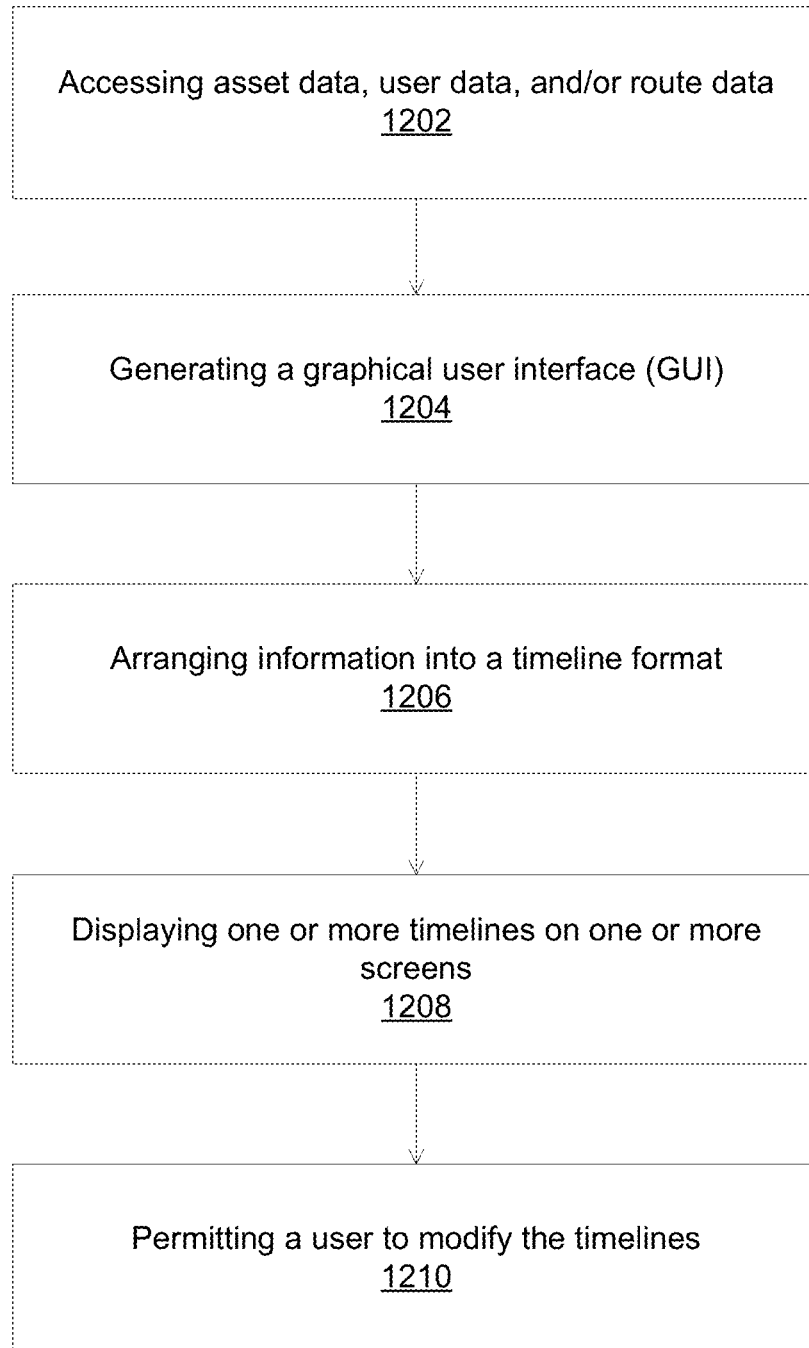 Accessing asset data, user data, and/or route data
1202
Generating a graphical user interface (GUI)
1204
Arranging information into a timeline format
1206
Displaying one or more timelines on one or more
screens
1208
Permitting a user to modify the timelines
1210